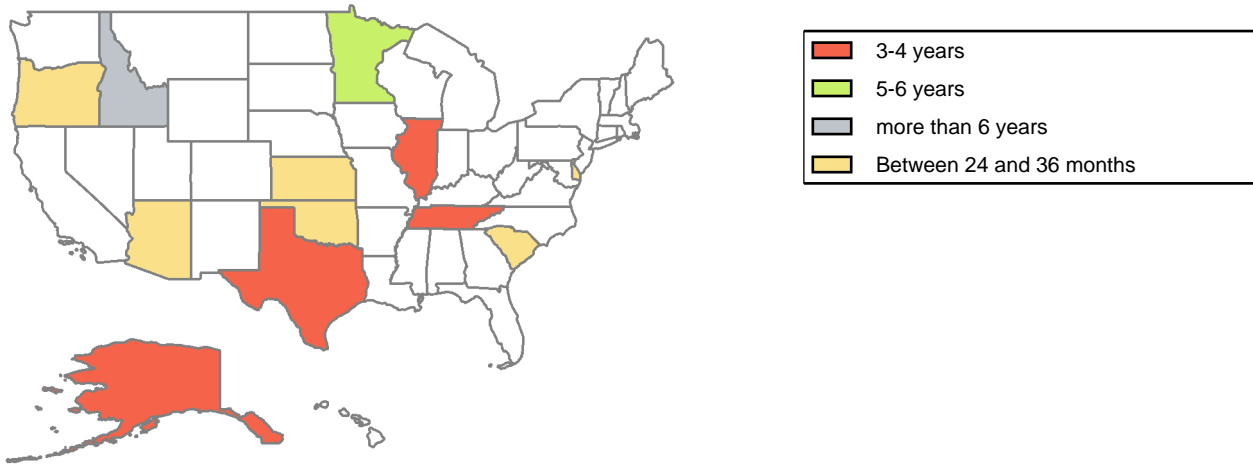 3-4 years
5-6 years
more than 6 years
Between 24 and 36 months